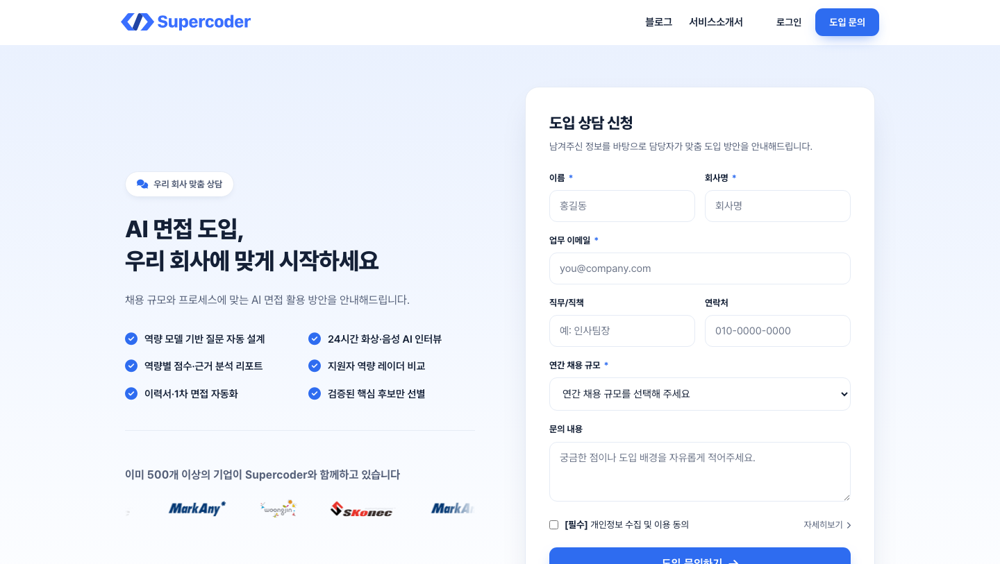 Supercoder
블로그
서비스소개서
로그인
도입 문의
우리 회사 맞춤 상담
AI 면접 도입,
우리 회사에 맞게 시작하세요
채용 규모와 프로세스에 맞는 AI 면접 활용 방안을 안내해드립니다.
역량 모델 기반 질문 자동 설계
24시간 화상·음성 AI 인터뷰
역량별 점수·근거 분석 리포트
지원자 역량 레이더 비교
이력서·1차 면접 자동화
검증된 핵심 후보만 선별
이미 500개 이상의 기업이 Supercoder와 함께하고 있습니다
MarkAny
woongjin
SKonec
MarkAn
도입 상담 신청
남겨주신 정보를 바탕으로 담당자가 맞춤 도입 방안을 안내해드립니다.
이름 *
회사명 *
홍길동
회사명
업무 이메일 *
you@company.com
직무/직책
연락처
예: 인사팀장
010-0000-0000
연간 채용 규모 *
연간 채용 규모를 선택해 주세요
문의 내용
궁금한 점이나 도입 배경을 자유롭게 적어주세요.
[필수] 개인정보 수집 및 이용 동의
자세히보기
도입 문의하기